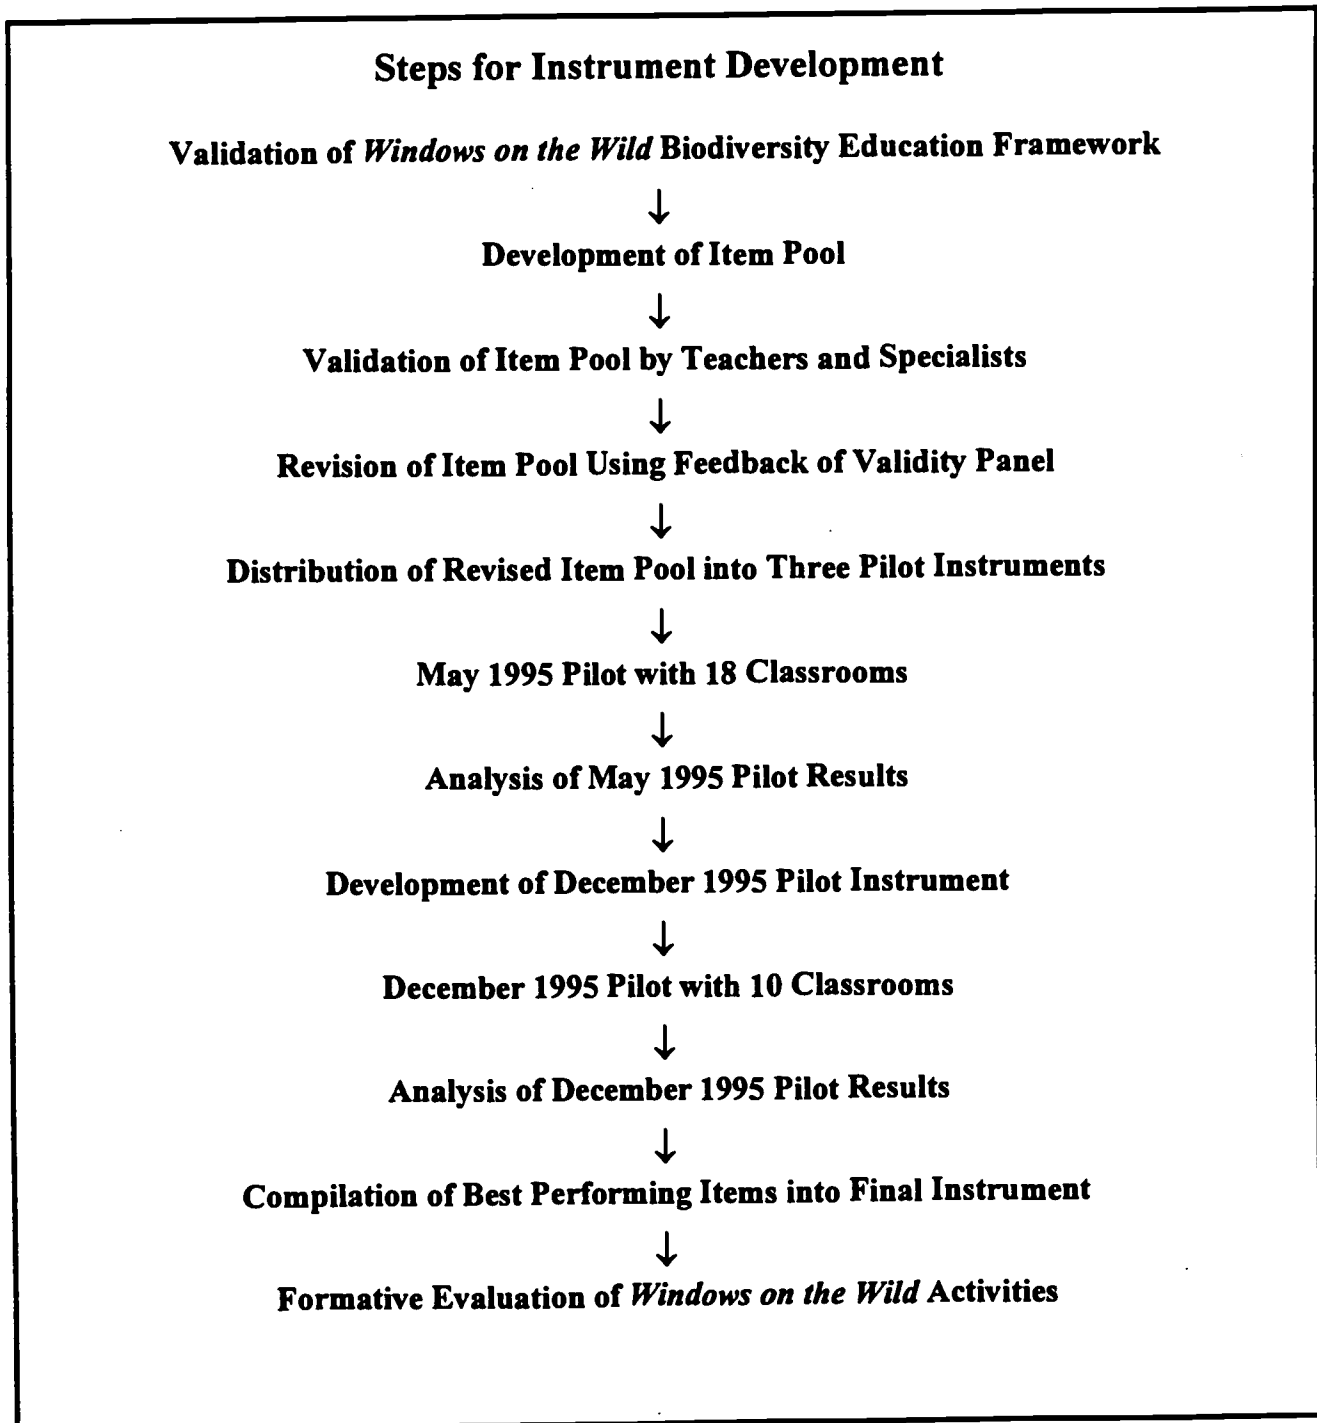 Steps for Instrument Development
Validation of Windows on the Wild Biodiversity Education Framework
↓
Development of Item Pool
↓
Validation of Item Pool by Teachers and Specialists
↓
Revision of Item Pool Using Feedback of Validity Panel
↓
Distribution of Revised Item Pool into Three Pilot Instruments
↓
May 1995 Pilot with 18 Classrooms
↓
Analysis of May 1995 Pilot Results
↓
Development of December 1995 Pilot Instrument
↓
December 1995 Pilot with 10 Classrooms
↓
Analysis of December 1995 Pilot Results
↓
Compilation of Best Performing Items into Final Instrument
↓
Formative Evaluation of Windows on the Wild Activities